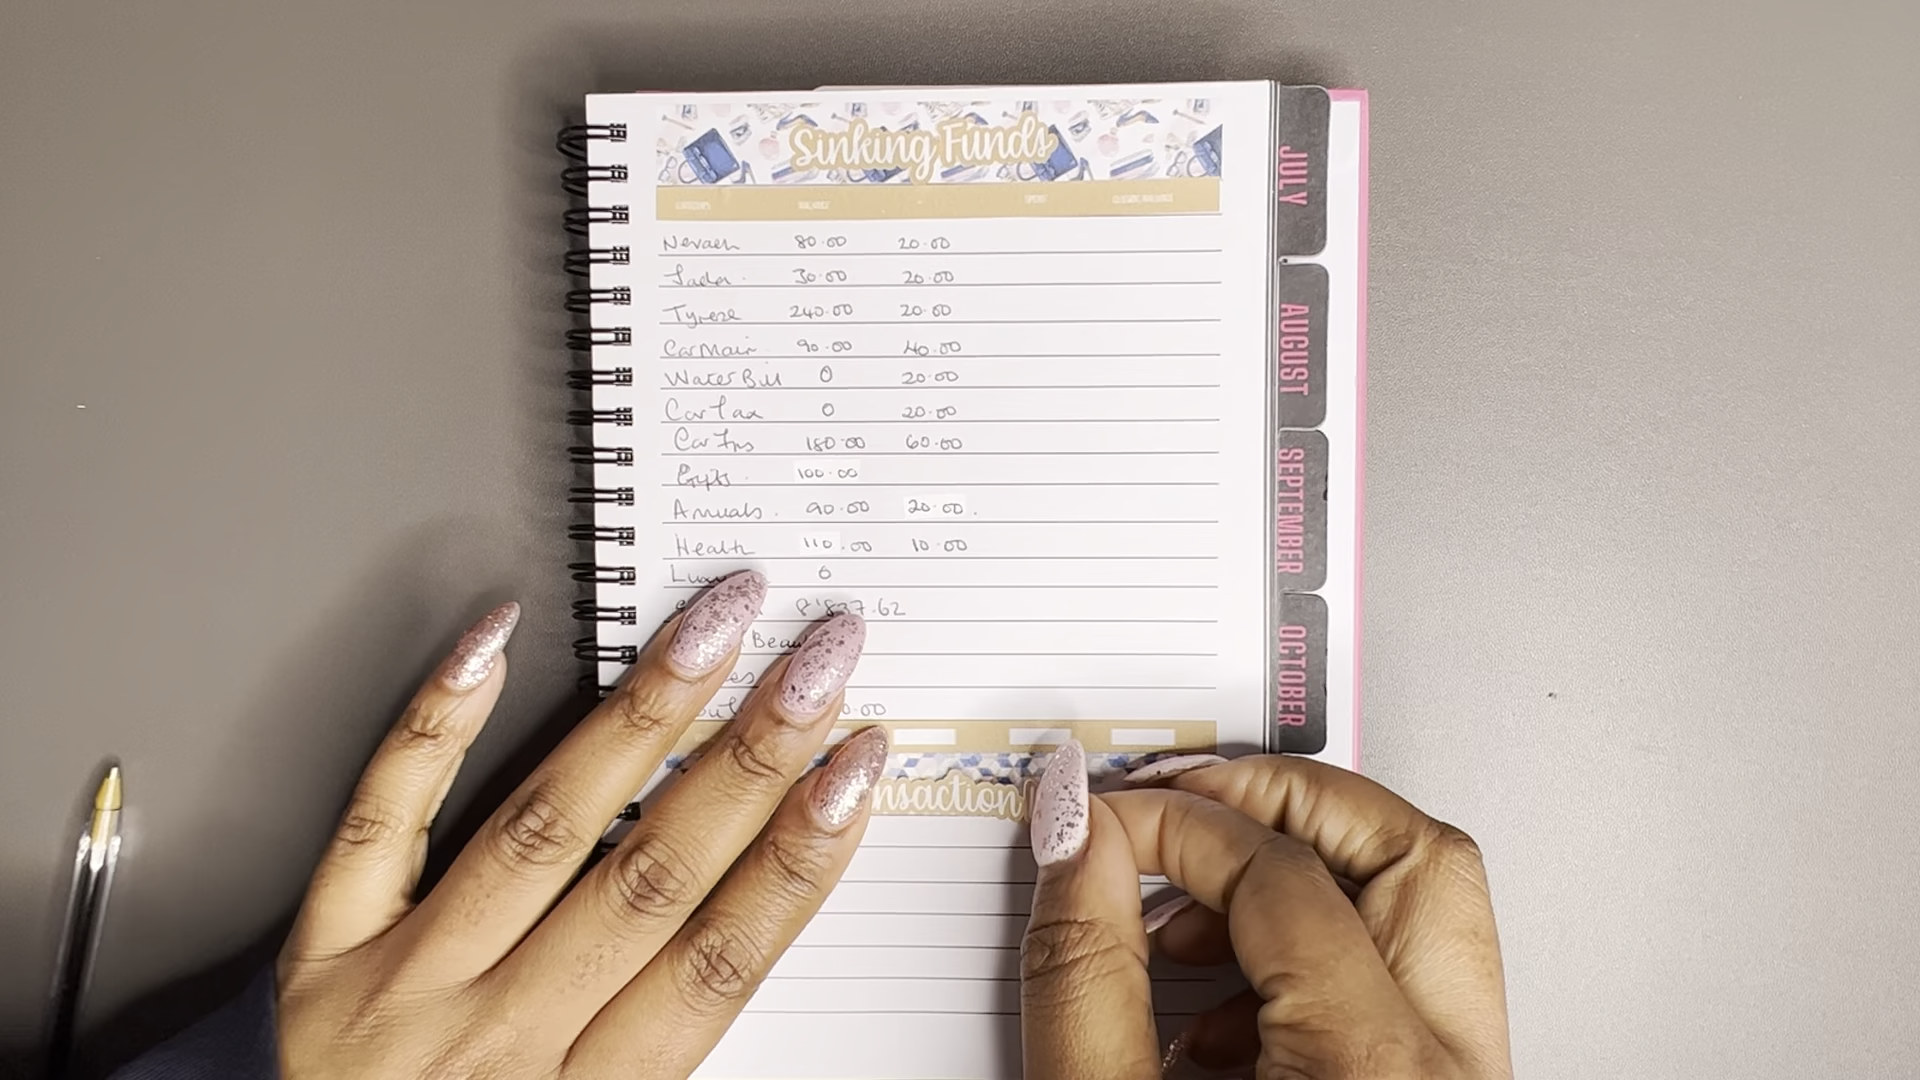 Sinking Funds
SPENT
Nevaeh 80.00 20.00
30.00 20.00
Tyreze 240.00 20.00
Car Main 90.00 40.00
Water Bill 0 20.00
Car Tax 0 20.00
Car Ins 180.00 60.00
Gifts 100.00
Annuals. 90.00 20.00.
Health 110.00 10.00
0
8'837.62
JULY
AUGUST
SEPTEMBER
OCTOBER